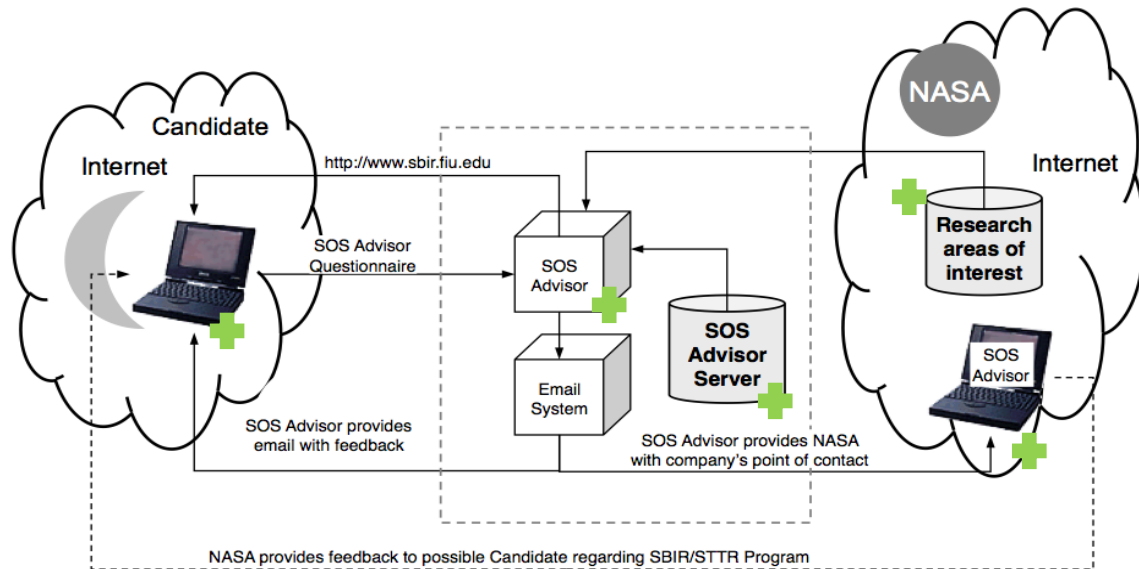 NASA
Candidate
Internet
http://www.sbir.fiu.edu
Internet
Research
areas of
interest
SOS Advisor
Questionnaire
SOS
Advisor
SOS
Advisor
Server
SOS
Advisor
Email
System
SOS Advisor provides
email with feedback
SOS Advisor provides NASA
with company's point of contact
NASA provides feedback to possible Candidate regarding SBIR/STTR Program